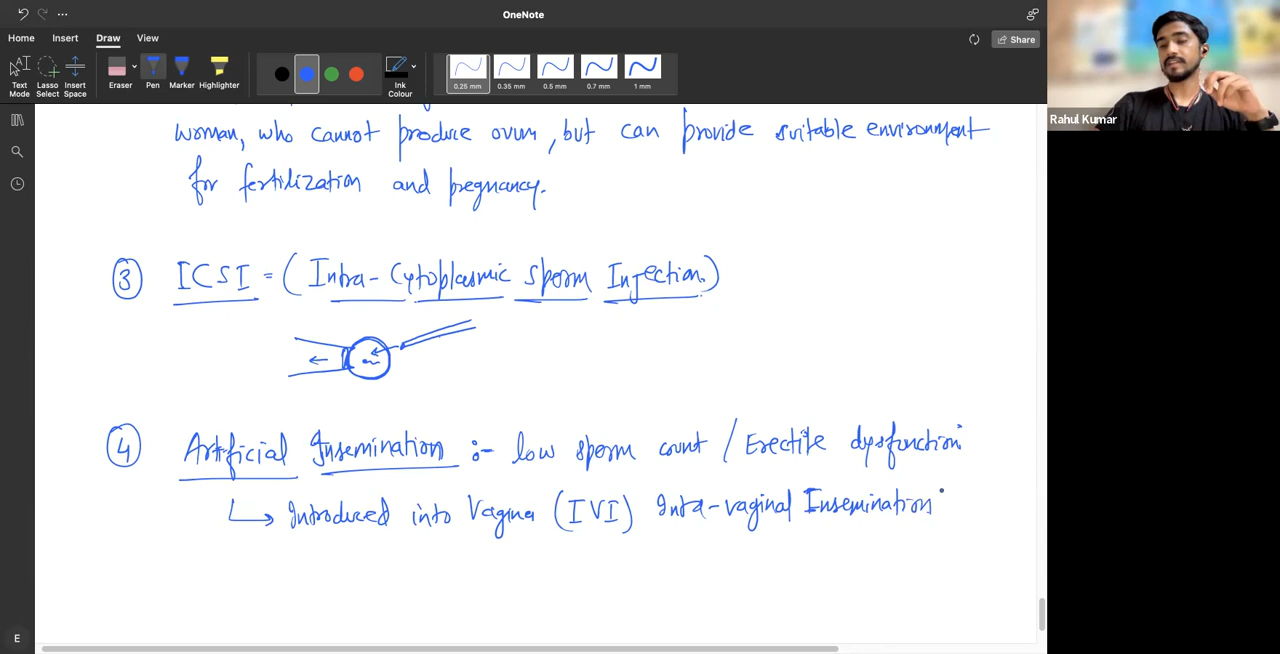 OneNote
Home Insert Draw View
Share
Text Mode
Lasso Select
Insert Space
Eraser
Pen
Marker
Highlighter
Ink Colour
0.25 mm
0.35 mm
0.5 mm
0.7 mm
1 mm
Rahul Kumar
woman, who cannot produce ovum, but can provide suitable environment
for fertilization and pregnancy.
③ ICSI = (Intra-Cytoplasmic Sperm Injection.)
④ Artificial Insemination :- low sperm count / Erectile dysfunction
Introduced into Vagina (IVI) Intra-vaginal Insemination
E